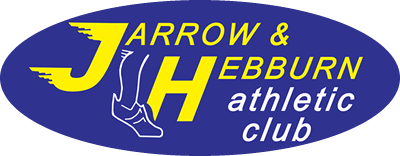 JARROW &
HEBBURN
athletic
club